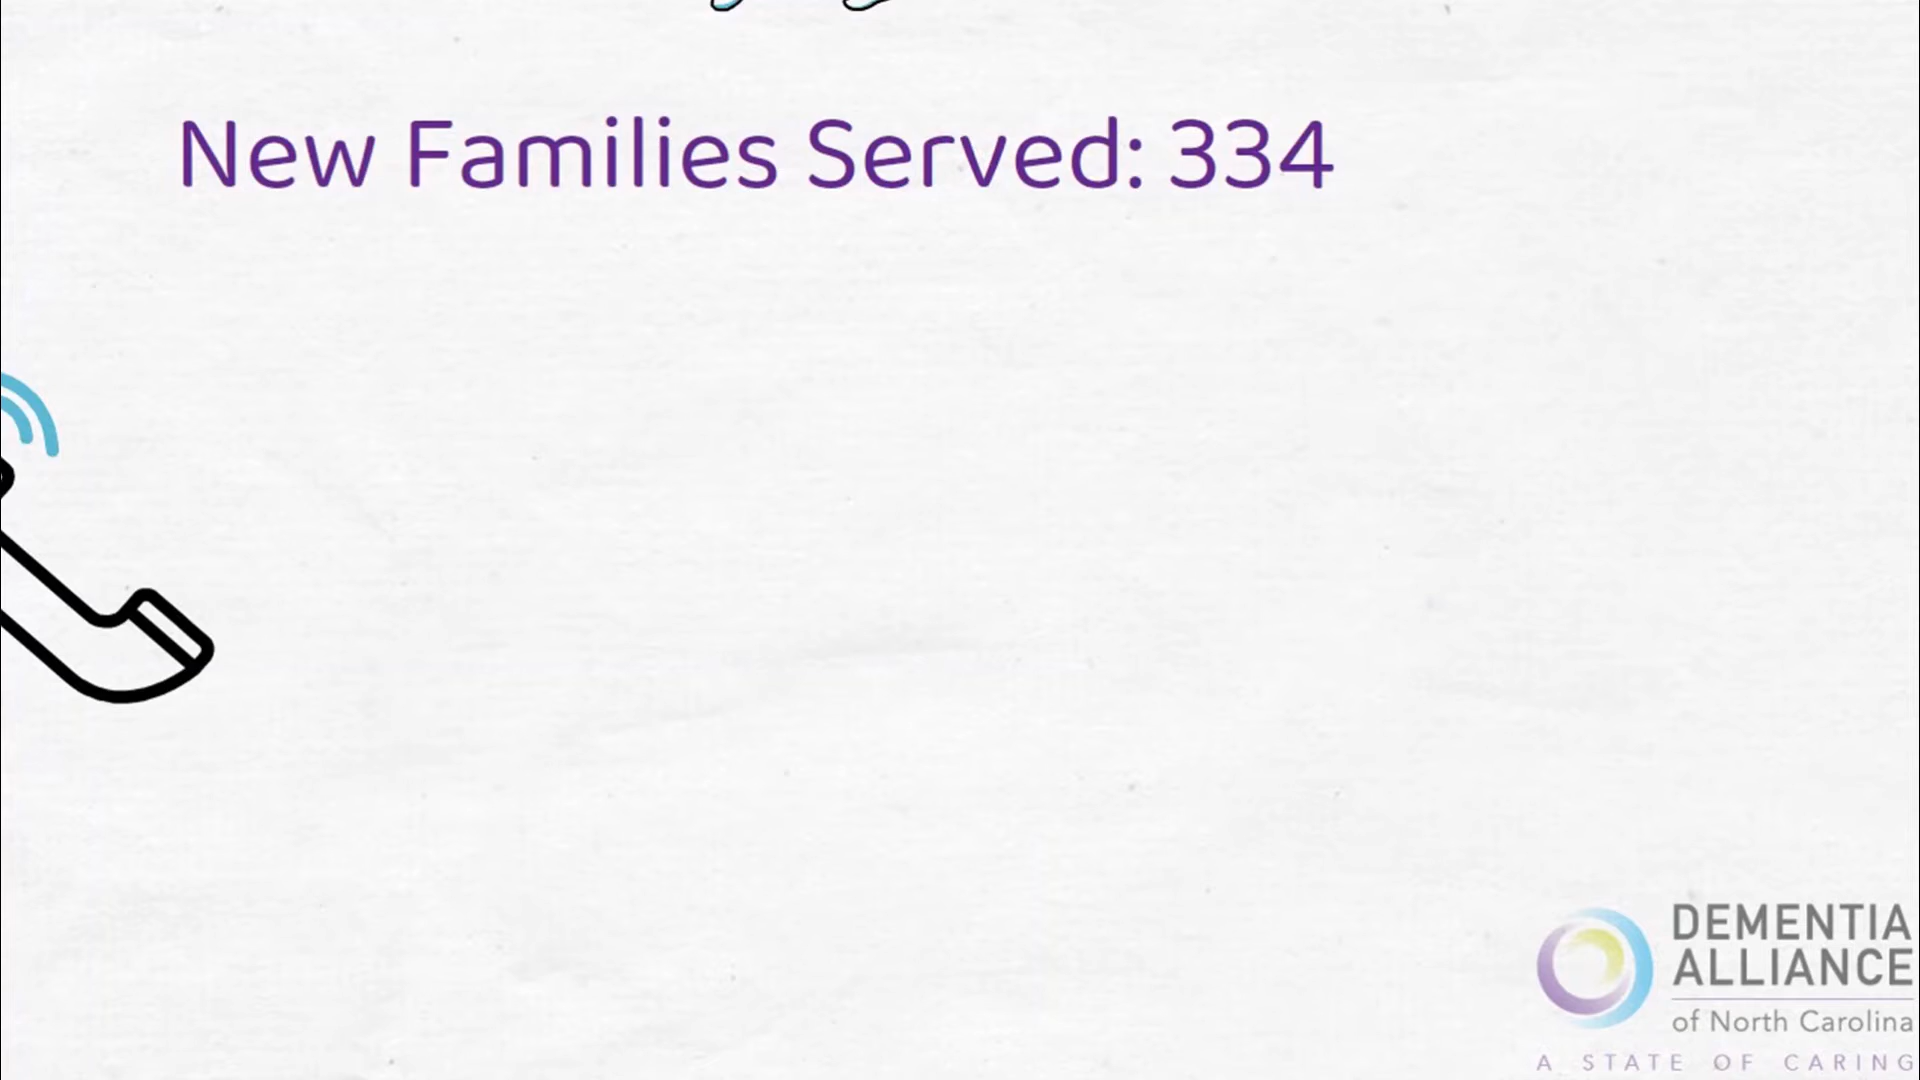 New Families Served: 334
DEMENTIA
ALLIANCE
of North Carolina
A STATE OF CARING